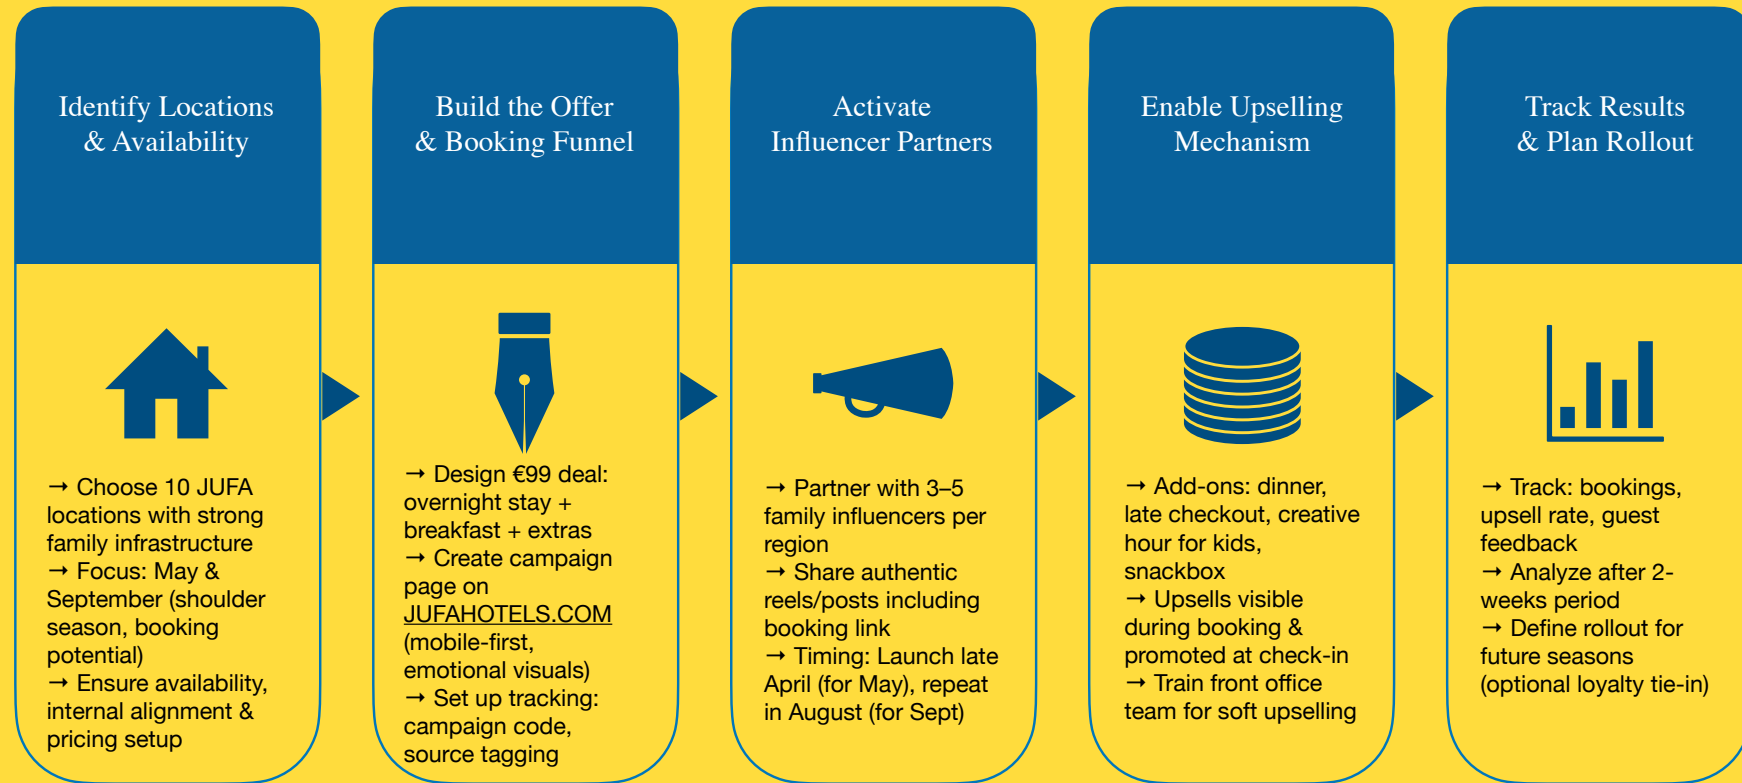 Identify Locations
& Availability
→ Choose 10 JUFA
locations with strong
family infrastructure
→ Focus: May &
September (shoulder
season, booking
potential)
→ Ensure availability,
internal alignment &
pricing setup
Build the Offer
& Booking Funnel
→ Design €99 deal:
overnight stay +
breakfast + extras
→ Create campaign
page on
JUFAHOTELS.COM
(mobile-first,
emotional visuals)
→ Set up tracking:
campaign code,
source tagging
Activate
Influencer Partners
→ Partner with 3–5
family influencers per
region
→ Share authentic
reels/posts including
booking link
→ Timing: Launch late
April (for May), repeat
in August (for Sept)
Enable Upselling
Mechanism
→ Add-ons: dinner,
late checkout, creative
hour for kids,
snackbox
→ Upsells visible
during booking &
promoted at check-in
→ Train front office
team for soft upselling
Track Results
& Plan Rollout
→ Track: bookings,
upsell rate, guest
feedback
→ Analyze after 2-
weeks period
→ Define rollout for
future seasons
(optional loyalty tie-in)